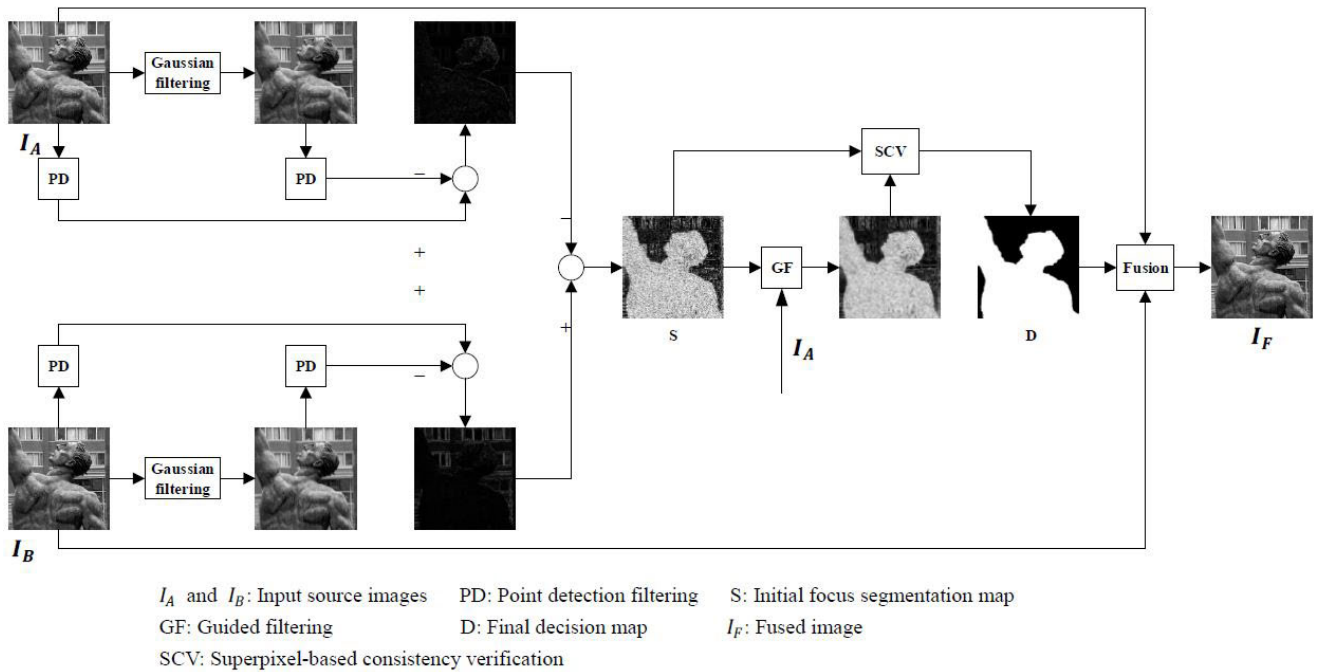 Gaussian
filtering
I_A
PD
PD
−
SCV
−
+
+
GF
Fusion
+
S
I_A
D
I_F
PD
PD
−
Gaussian
filtering
I_B
I_A and I_B: Input source images PD: Point detection filtering S: Initial focus segmentation map
GF: Guided filtering D: Final decision map I_F: Fused image
SCV: Superpixel-based consistency verification